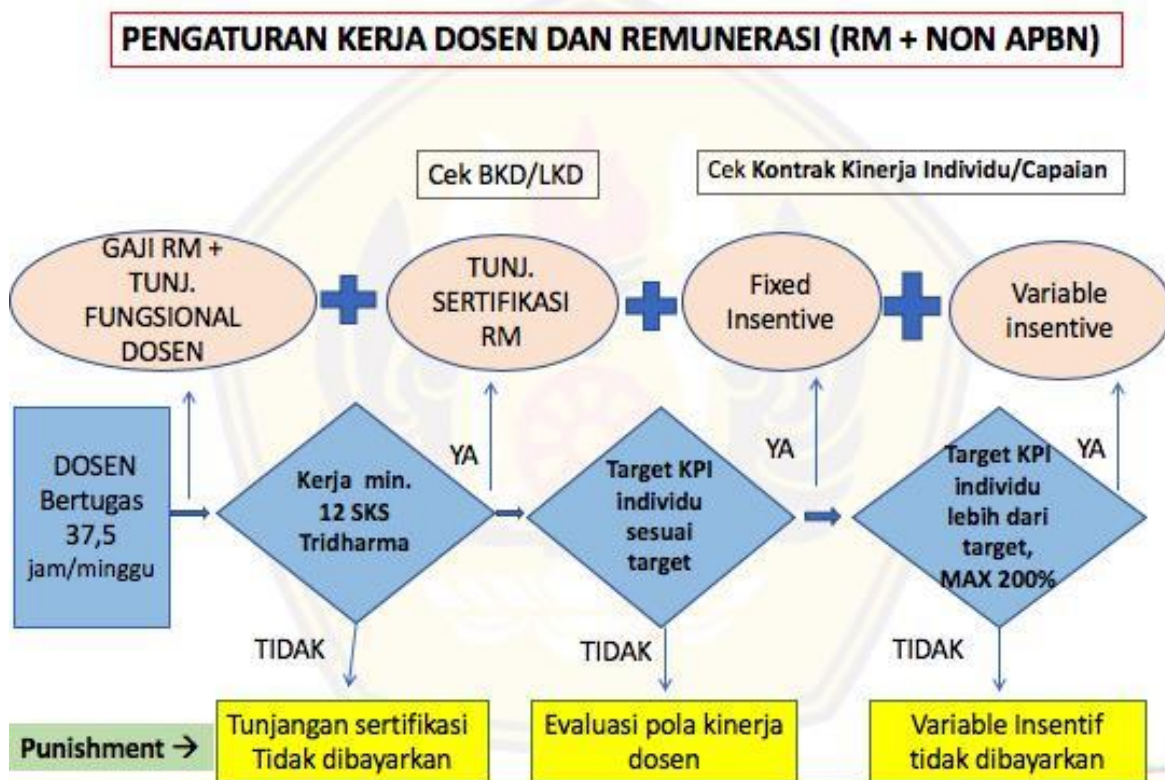 PENGATURAN KERJA DOSEN DAN REMUNERASI (RM + NON APBN)
Cek BKD/LKD
Cek Kontrak Kinerja Individu/Capaian
GAJI RM +
TUNJ.
FUNGSIONAL
DOSEN
TUNJ.
SERTIFIKASI
RM
Fixed
Insentive
Variable
insentive
DOSEN
Bertugas
37,5
jam/minggu
Kerja min.
12 SKS
Tridharma
YA
Target KPI
individu
sesuai
target
YA
Target KPI
individu
lebih dari
target,
MAX 200%
YA
TIDAK
TIDAK
TIDAK
Punishment →
Tunjangan sertifikasi
Tidak dibayarkan
Evaluasi pola kinerja
dosen
Variable Insentif
tidak dibayarkan